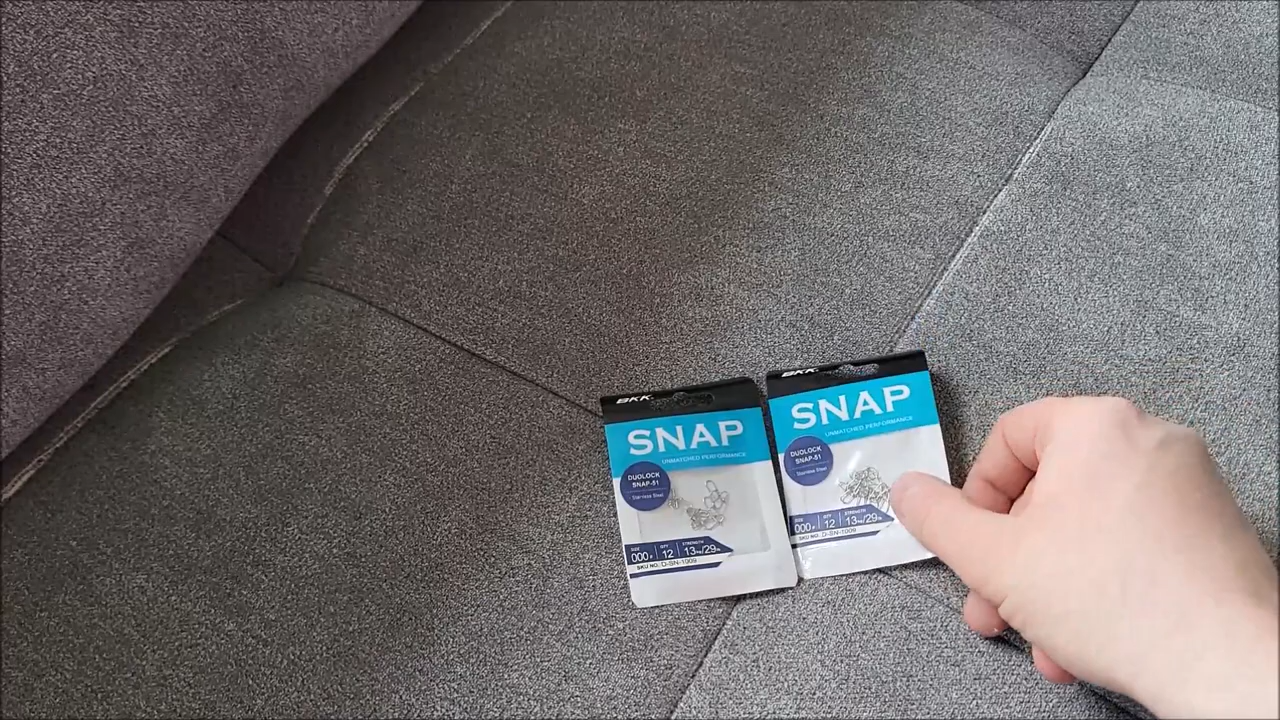 BKK
SNAP
UNMATCHED PERFORMANCE
DUOLOCK
SNAP-51
Stainless Steel
SIZE QTY STRENGTH
000# 12 13KG/29LB
SKU NO. D-SN-1009
BKK
SNAP
UNMATCHED PERFORMANCE
DUOLOCK
SNAP-51
Stainless Steel
SIZE QTY STRENGTH
000# 12 13KG/29LB
SKU NO. D-SN-1009